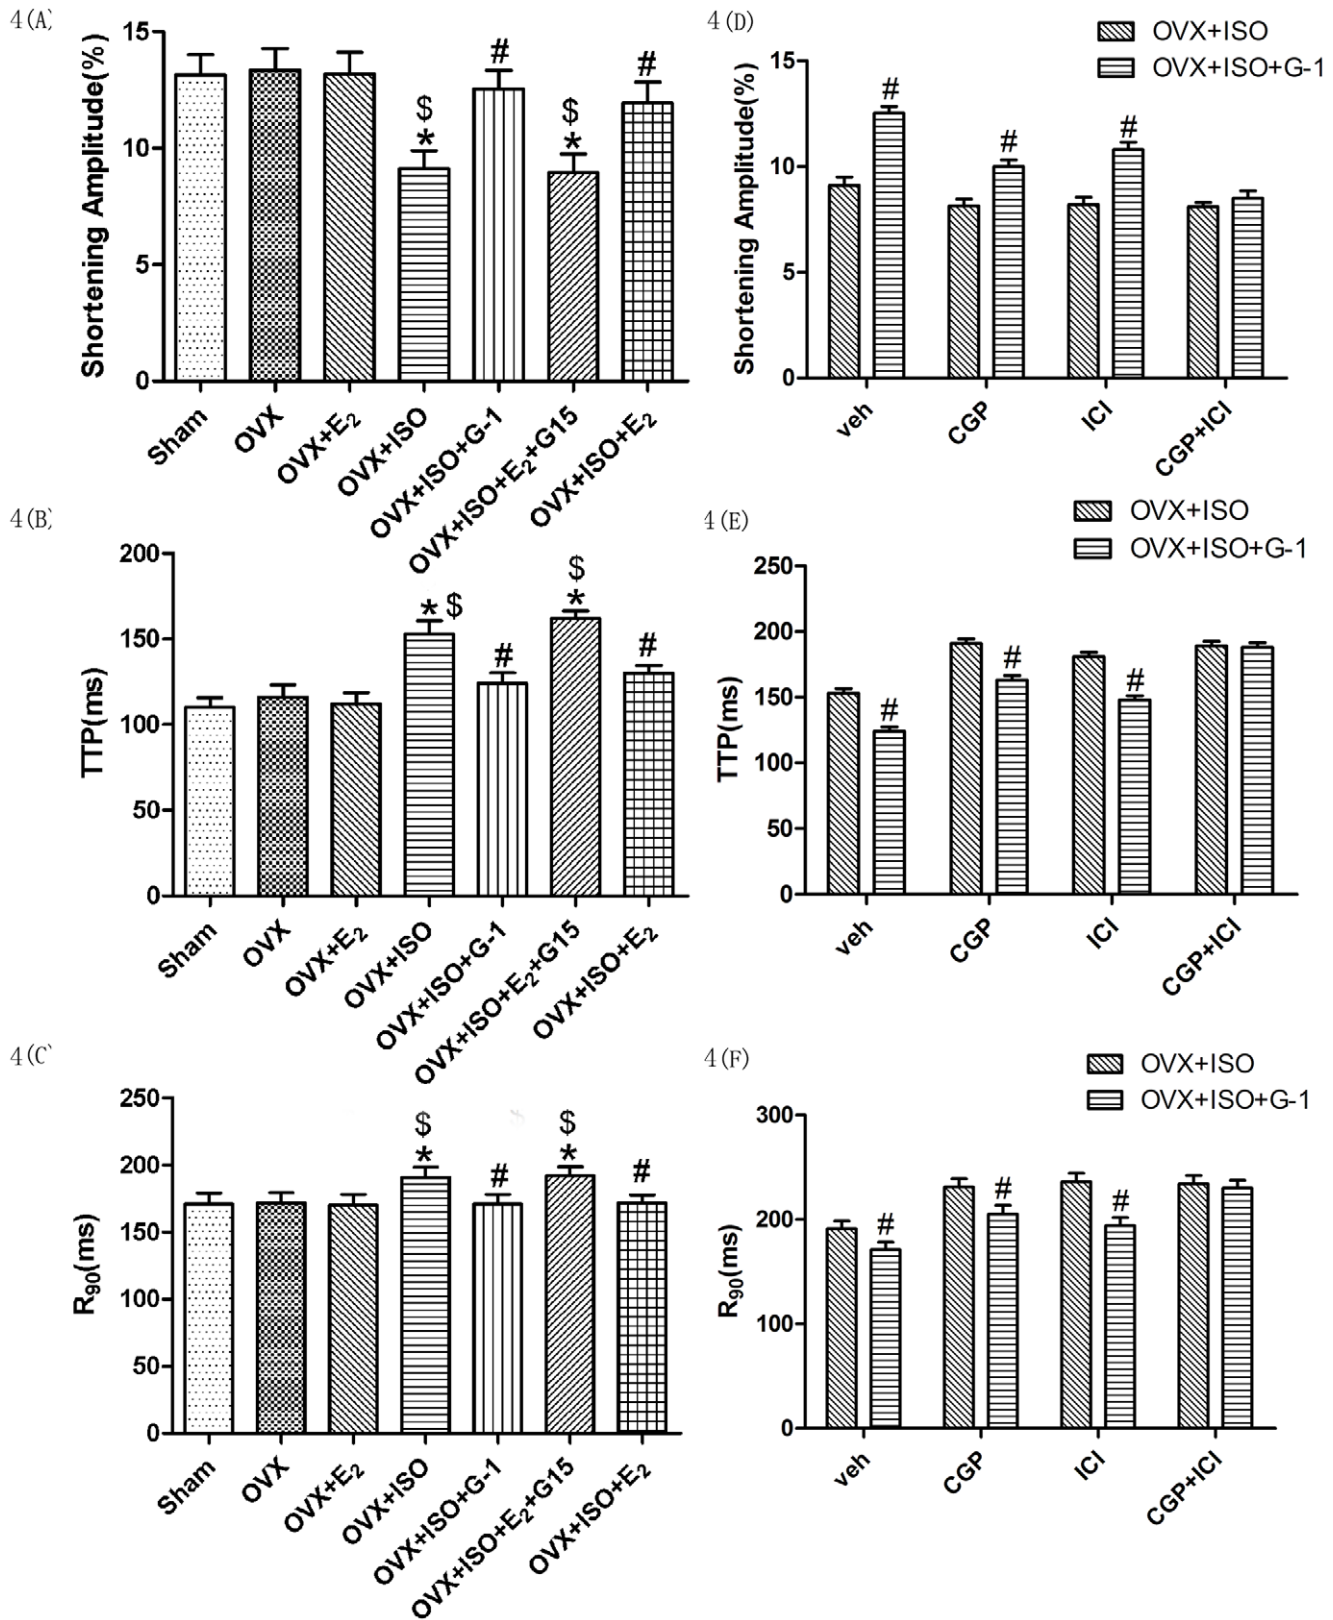 4(A)
Shortening Amplitude(%)
15
10
5
0
$
*
#
$
*
#
Sham
OVX
OVX+E₂
OVX+ISO
OVX+ISO+G-1
OVX+ISO+E₂+G15
OVX+ISO+E₂
4(D)
OVX+ISO
OVX+ISO+G-1
Shortening Amplitude(%)
15
10
5
0
#
#
#
veh
CGP
ICI
CGP+ICI
4(B)
TTP(ms)
200
150
100
50
0
* $
#
$
*
#
Sham
OVX
OVX+E₂
OVX+ISO
OVX+ISO+G-1
OVX+ISO+E₂+G15
OVX+ISO+E₂
4(E)
OVX+ISO
OVX+ISO+G-1
TTP(ms)
250
200
150
100
50
0
#
#
#
veh
CGP
ICI
CGP+ICI
4(C)
R₉₀(ms)
250
200
150
100
50
0
$
*
#
$
$
*
#
Sham
OVX
OVX+E₂
OVX+ISO
OVX+ISO+G-1
OVX+ISO+E₂+G15
OVX+ISO+E₂
4(F)
OVX+ISO
OVX+ISO+G-1
R₉₀(ms)
300
200
100
0
#
#
#
veh
CGP
ICI
CGP+ICI